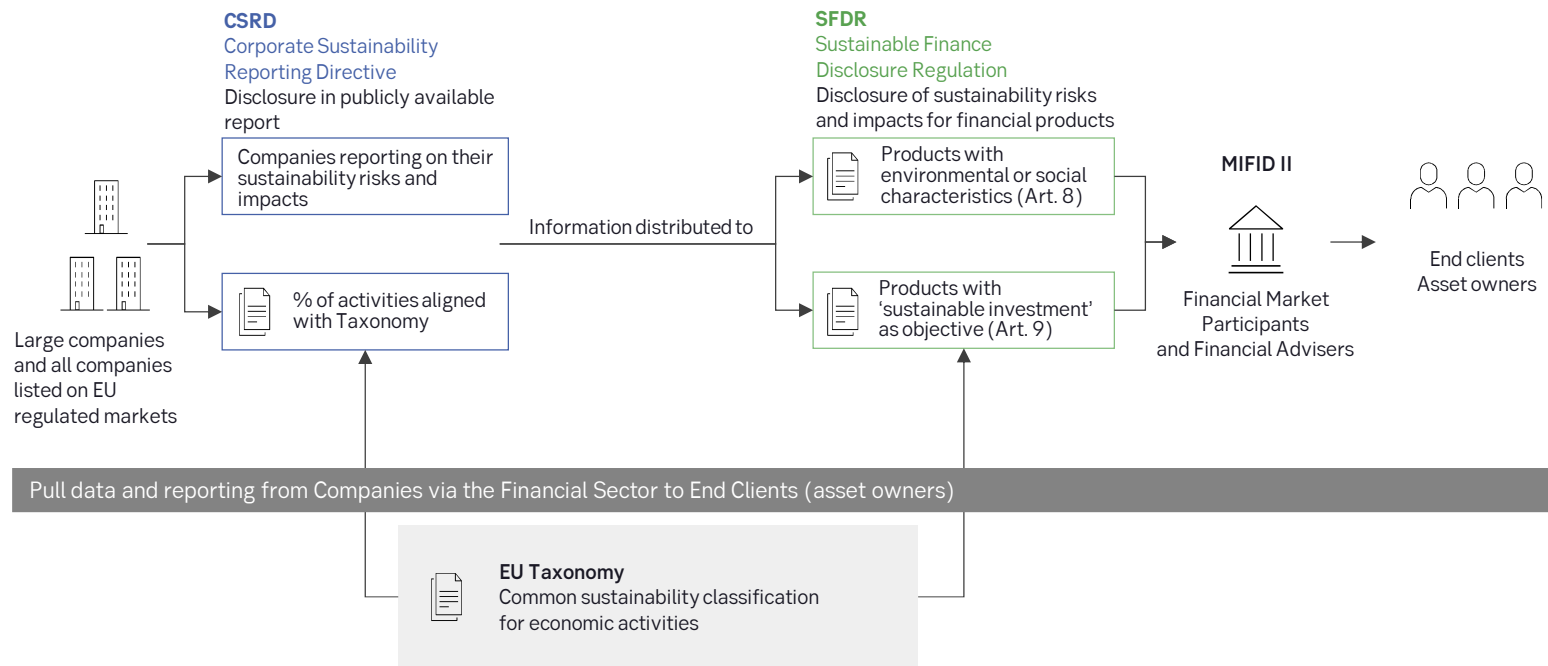 CSRD
Corporate Sustainability
Reporting Directive
Disclosure in publicly available
report
Companies reporting on their
sustainability risks and
impacts
% of activities aligned
with Taxonomy
Large companies
and all companies
listed on EU
regulated markets
Information distributed to
SFDR
Sustainable Finance
Disclosure Regulation
Disclosure of sustainability risks
and impacts for financial products
Products with
environmental or social
characteristics (Art. 8)
Products with
‘sustainable investment’
as objective (Art. 9)
MIFID II
Financial Market
Participants
and Financial Advisers
End clients
Asset owners
Pull data and reporting from Companies via the Financial Sector to End Clients (asset owners)
EU Taxonomy
Common sustainability classification
for economic activities